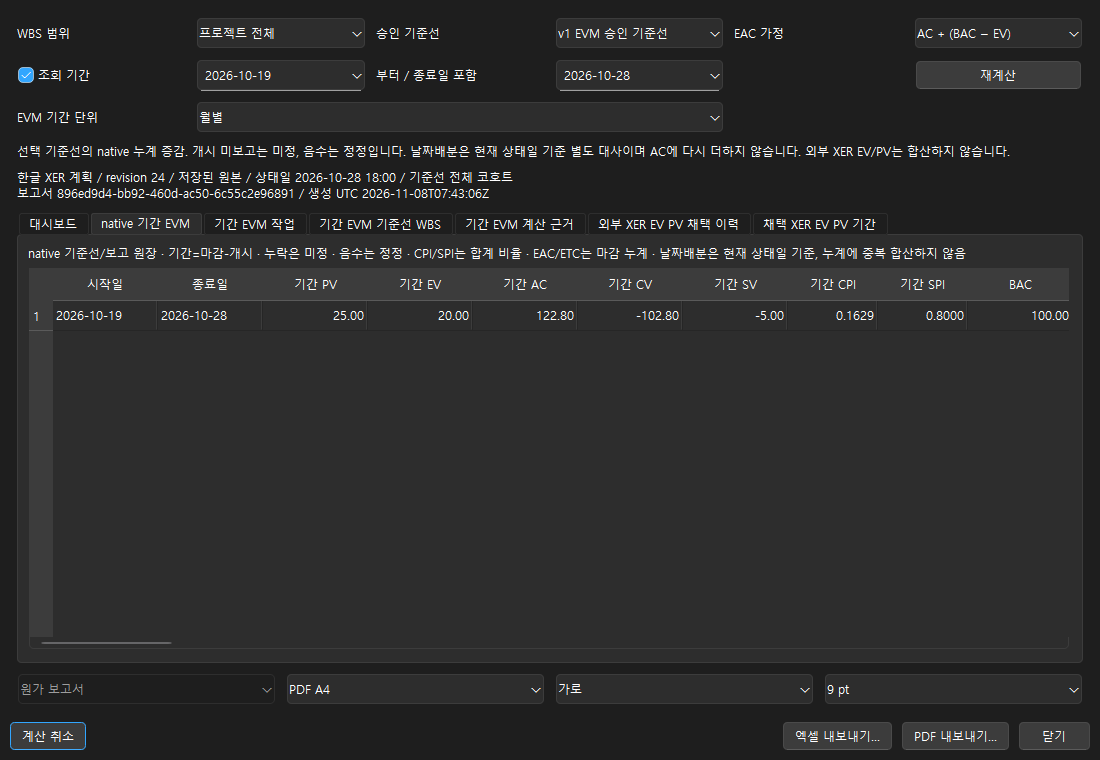 WBS 범위 프로젝트 전체 승인 기준선 v1 EVM 승인 기준선 EAC 가정 AC + (BAC − EV)
조회 기간 2026-10-19 부터 / 종료일 포함 2026-10-28 재계산
EVM 기간 단위 월별
선택 기준선의 native 누계 증감. 개시 미보고는 미정, 음수는 정정입니다. 날짜배분은 현재 상태일 기준 별도 대사이며 AC에 다시 더하지 않습니다. 외부 XER EV/PV는 합산하지 않습니다.
한글 XER 계획 / revision 24 / 저장된 원본 / 상태일 2026-10-28 18:00 / 기준선 전체 코호트
보고서 896ed9d4-bb92-460d-ac50-6c55c2e96891 / 생성 UTC 2026-11-08T07:43:06Z
대시보드 native 기간 EVM 기간 EVM 작업 기간 EVM 기준선 WBS 기간 EVM 계산 근거 외부 XER EV PV 채택 이력 채택 XER EV PV 기간
native 기준선/보고 원장 · 기간=마감-개시 · 누락은 미정 · 음수는 정정 · CPI/SPI는 합계 비율 · EAC/ETC는 마감 누계 · 날짜배분은 현재 상태일 기준, 누계에 중복 합산하지 않음
시작일 종료일 기간 PV 기간 EV 기간 AC 기간 CV 기간 SV 기간 CPI 기간 SPI BAC
1 2026-10-19 2026-10-28 25.00 20.00 122.80 -102.80 -5.00 0.1629 0.8000 100.00
원가 보고서 PDF A4 가로 9 pt
계산 취소 엑셀 내보내기... PDF 내보내기... 닫기